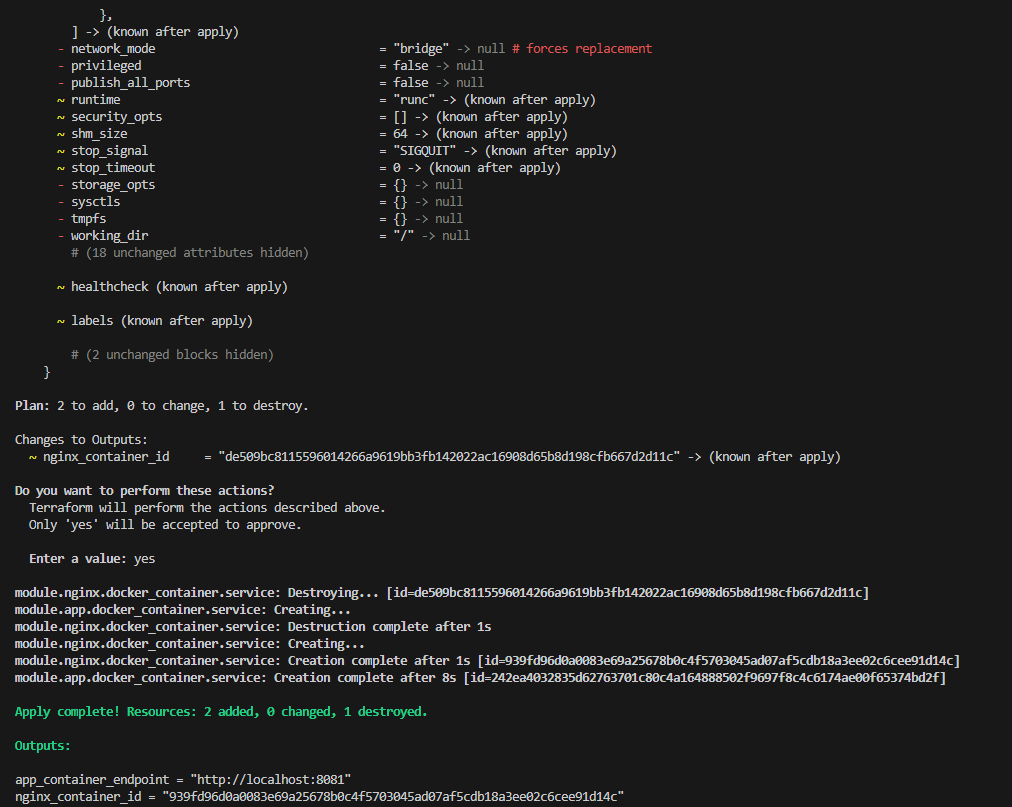 },
] -> (known after apply)
- network_mode = "bridge" -> null # forces replacement
- privileged = false -> null
- publish_all_ports = false -> null
~ runtime = "runc" -> (known after apply)
~ security_opts = [] -> (known after apply)
~ shm_size = 64 -> (known after apply)
~ stop_signal = "SIGQUIT" -> (known after apply)
~ stop_timeout = 0 -> (known after apply)
- storage_opts = {} -> null
- sysctls = {} -> null
- tmpfs = {} -> null
- working_dir = "/" -> null
# (18 unchanged attributes hidden)
~ healthcheck (known after apply)
~ labels (known after apply)
# (2 unchanged blocks hidden)
}
Plan: 2 to add, 0 to change, 1 to destroy.
Changes to Outputs:
~ nginx_container_id = "de509bc8115596014266a9619bb3fb142022ac16908d65b8d198cfb667d2d11c" -> (known after apply)
Do you want to perform these actions?
Terraform will perform the actions described above.
Only 'yes' will be accepted to approve.
Enter a value: yes
module.nginx.docker_container.service: Destroying... [id=de509bc8115596014266a9619bb3fb142022ac16908d65b8d198cfb667d2d11c]
module.app.docker_container.service: Creating...
module.nginx.docker_container.service: Destruction complete after 1s
module.nginx.docker_container.service: Creating...
module.nginx.docker_container.service: Creation complete after 1s [id=939fd96d0a0083e69a25678b0c4f5703045ad07af5cdb18a3ee02c6cee91d14c]
module.app.docker_container.service: Creation complete after 8s [id=242ea4032835d62763701c80c4a164888502f9697f8c4c6174ae00f65374bd2f]
Apply complete! Resources: 2 added, 0 changed, 1 destroyed.
Outputs:
app_container_endpoint = "http://localhost:8081"
nginx_container_id = "939fd96d0a0083e69a25678b0c4f5703045ad07af5cdb18a3ee02c6cee91d14c"